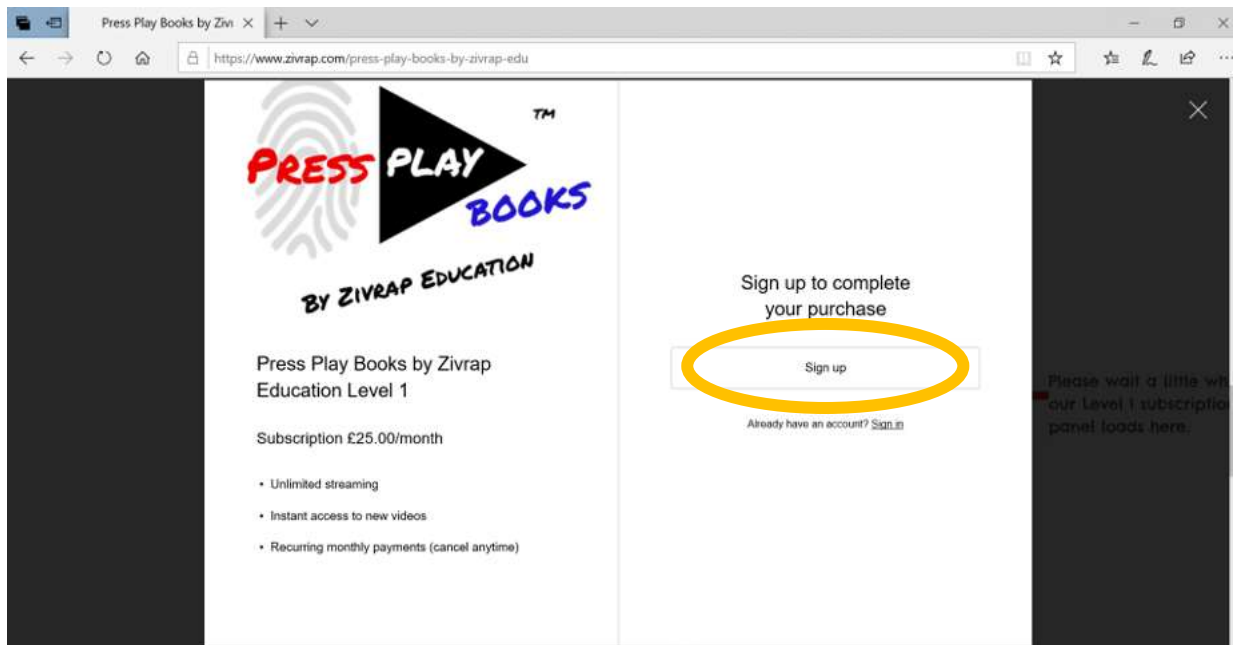 Press Play Books by Zivr
https://www.zivrap.com/press-play-books-by-zivrap-edu
TM
PRESS PLAY
BOOKS
BY ZIVRAP EDUCATION
Press Play Books by Zivrap
Education Level 1
Subscription £25.00/month
• Unlimited streaming
• Instant access to new videos
• Recurring monthly payments (cancel anytime)
Sign up to complete
your purchase
Sign up
Already have an account? Sign in
Please wait a little wh
our Level 1 subscription
panel loads here.